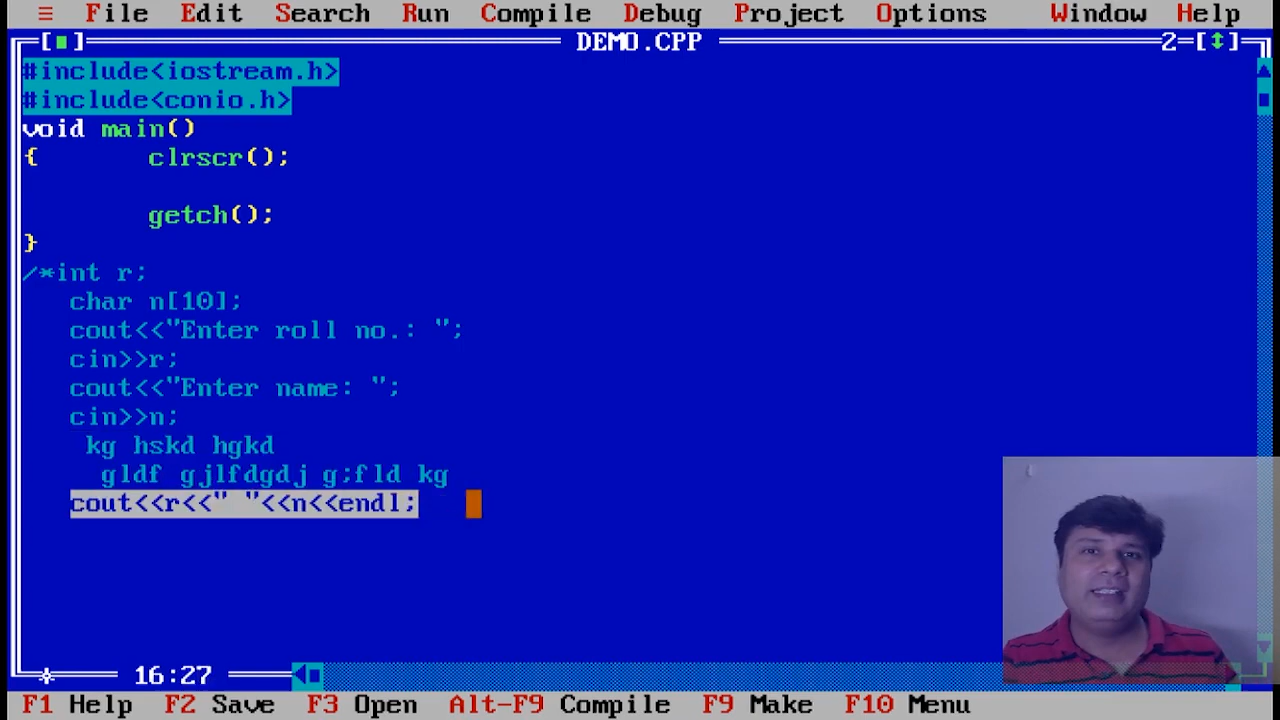 ≡ File Edit Search Run Compile Debug Project Options Window Help
[■] DEMO.CPP 2=[↕]
#include<iostream.h>
#include<conio.h>
void main()
{ clrscr();
getch();
}
/*int r;
char n[10];
cout<<"Enter roll no.: ";
cin>>r;
cout<<"Enter name: ";
cin>>n;
kg hskd hgkd
gldf gjlfdgdj g;fld kg
cout<<r<<" "<<n<<endl;
16:27
F1 Help F2 Save F3 Open Alt-F9 Compile F9 Make F10 Menu